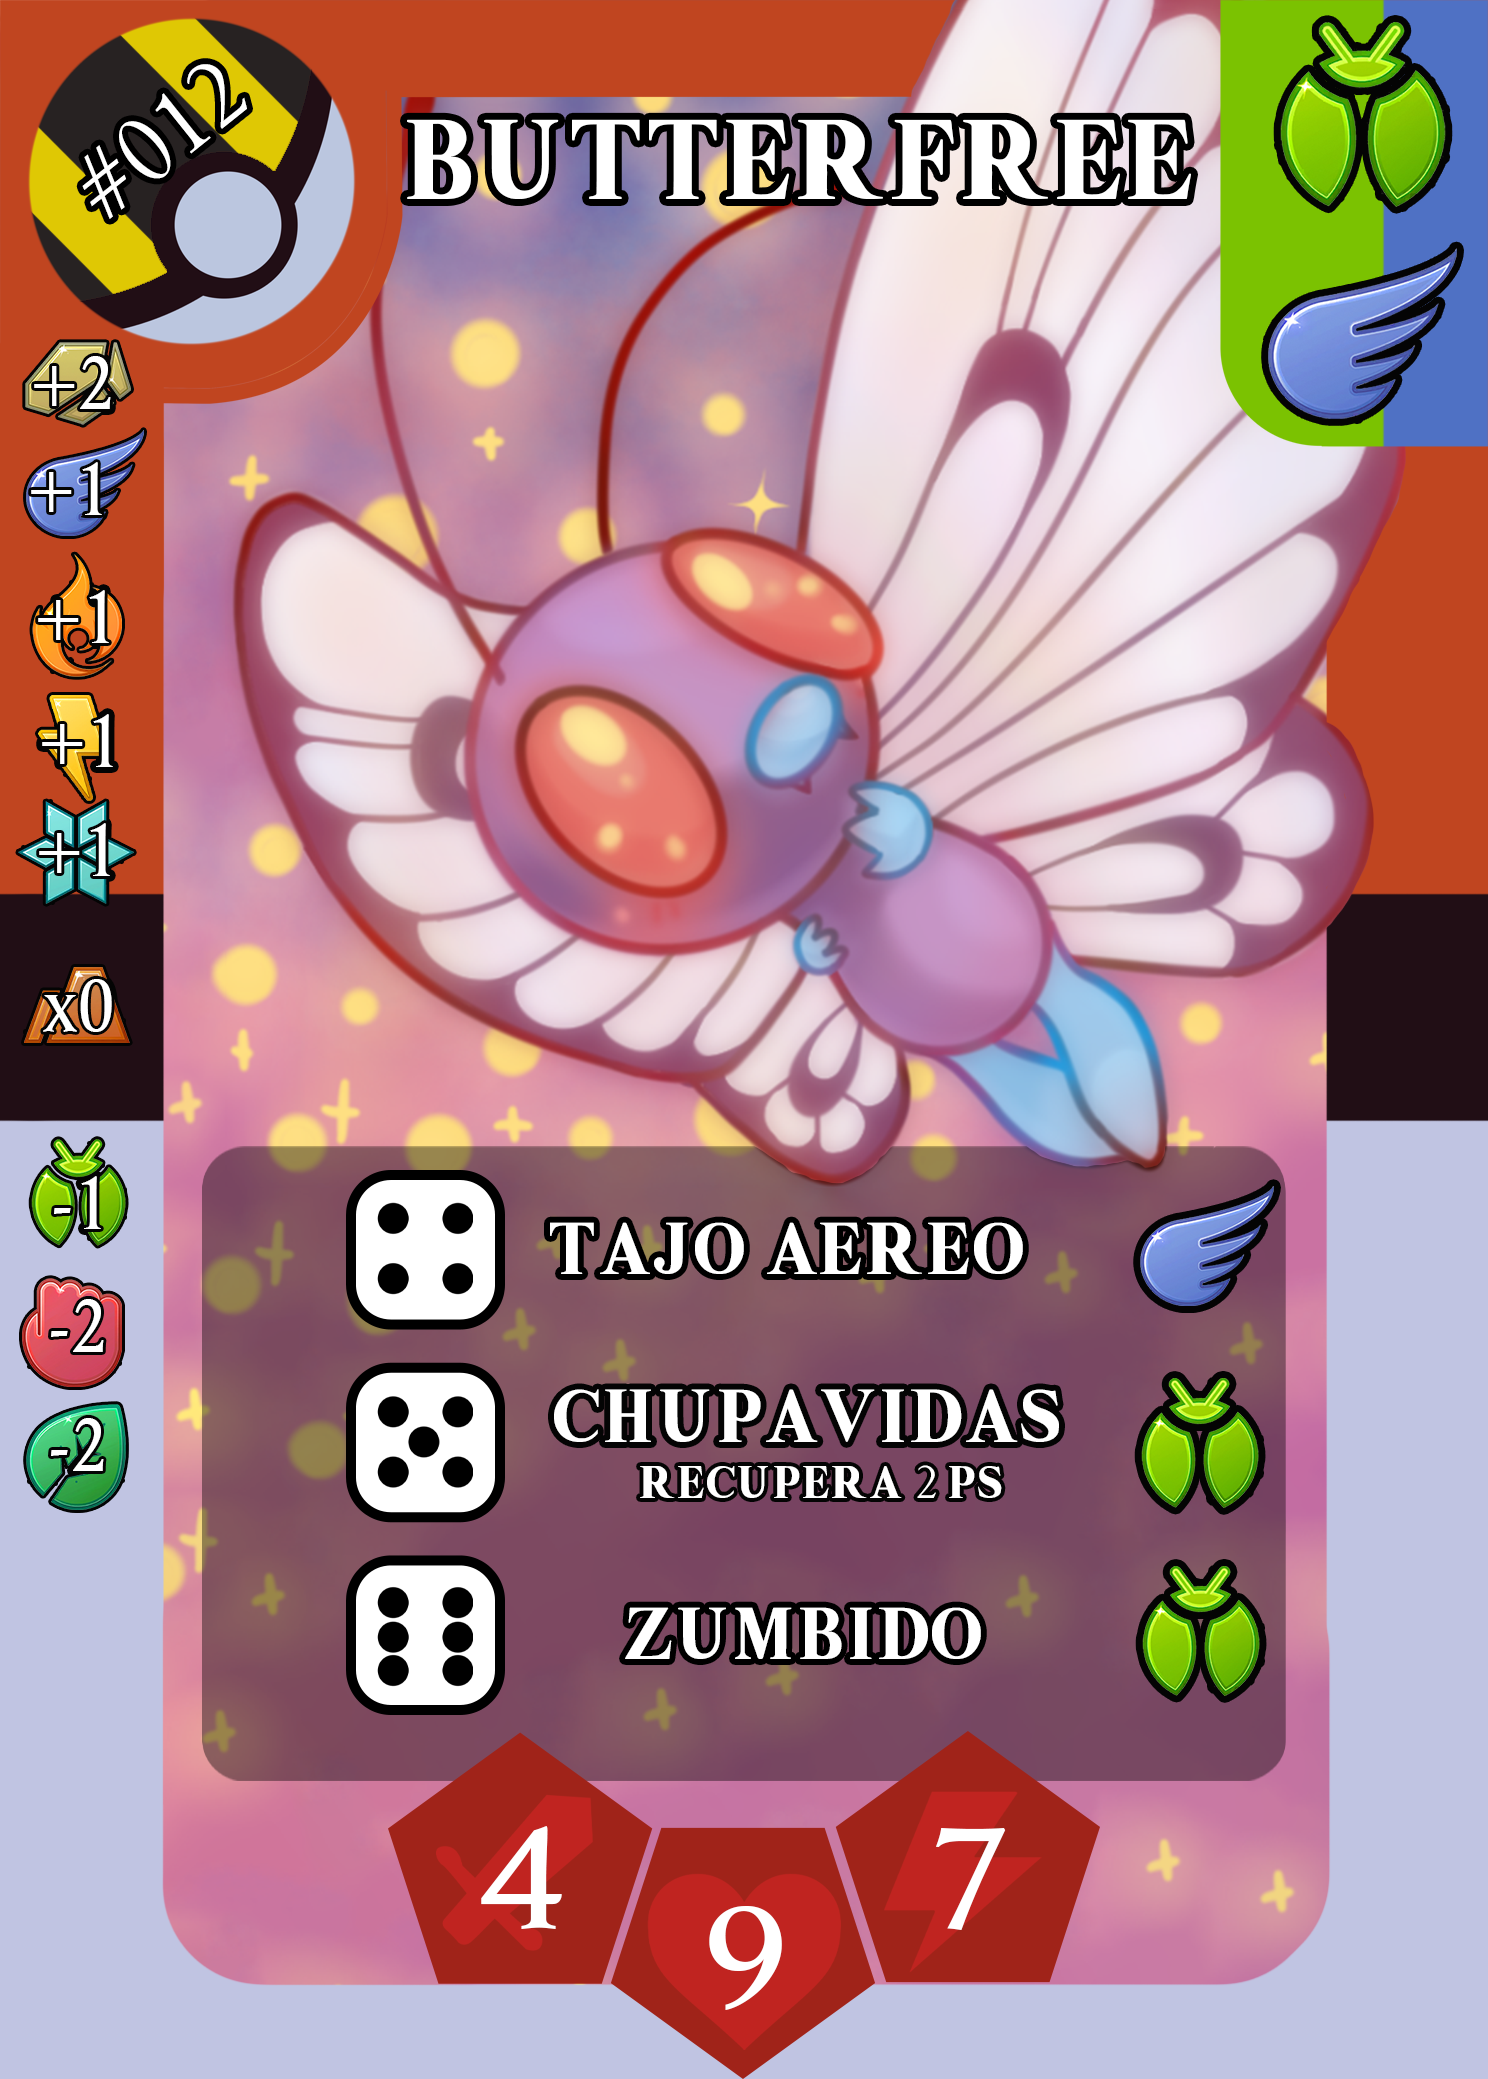 #012
BUTTERFREE
+2
+1
+1
+1
+1
x0
-1
-2
-2
TAJO AEREO
CHUPAVIDAS
RECUPERA 2 PS
ZUMBIDO
4
9
7